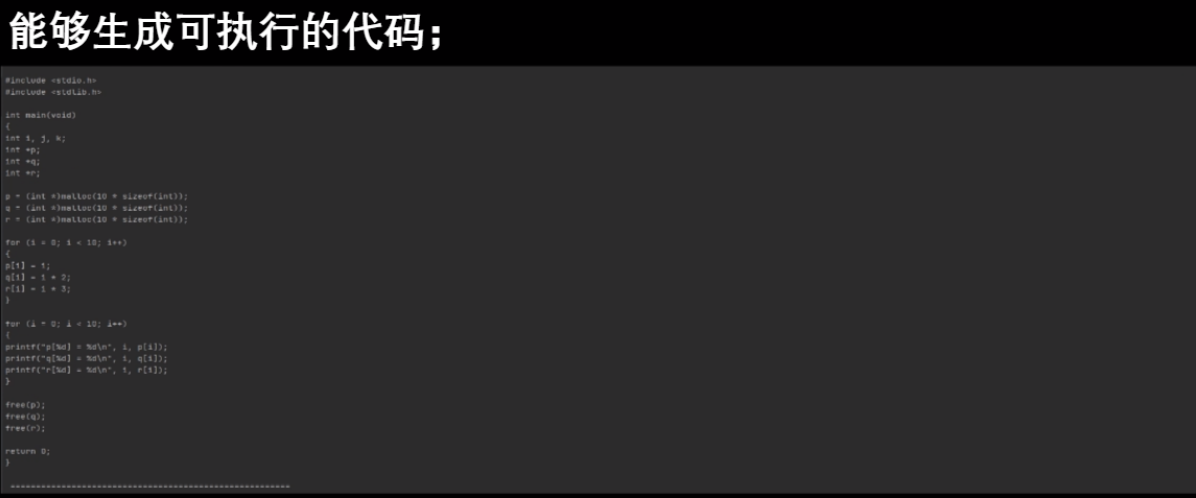 能够生成可执行的代码；
#include <stdio.h>
#include <stdlib.h>
int main(void)
{
int i, j, k;
int *p;
int *q;
int *r;
p = (int *)malloc(10 * sizeof(int));
q = (int *)malloc(10 * sizeof(int));
r = (int *)malloc(10 * sizeof(int));
for (i = 0; i < 10; i++)
{
p[i] = i;
q[i] = i * 2;
r[i] = i * 3;
}
for (i = 0; i < 10; i++)
{
printf("p[%d] = %d\n", i, p[i]);
printf("q[%d] = %d\n", i, q[i]);
printf("r[%d] = %d\n", i, r[i]);
}
free(p);
free(q);
free(r);
return 0;
}